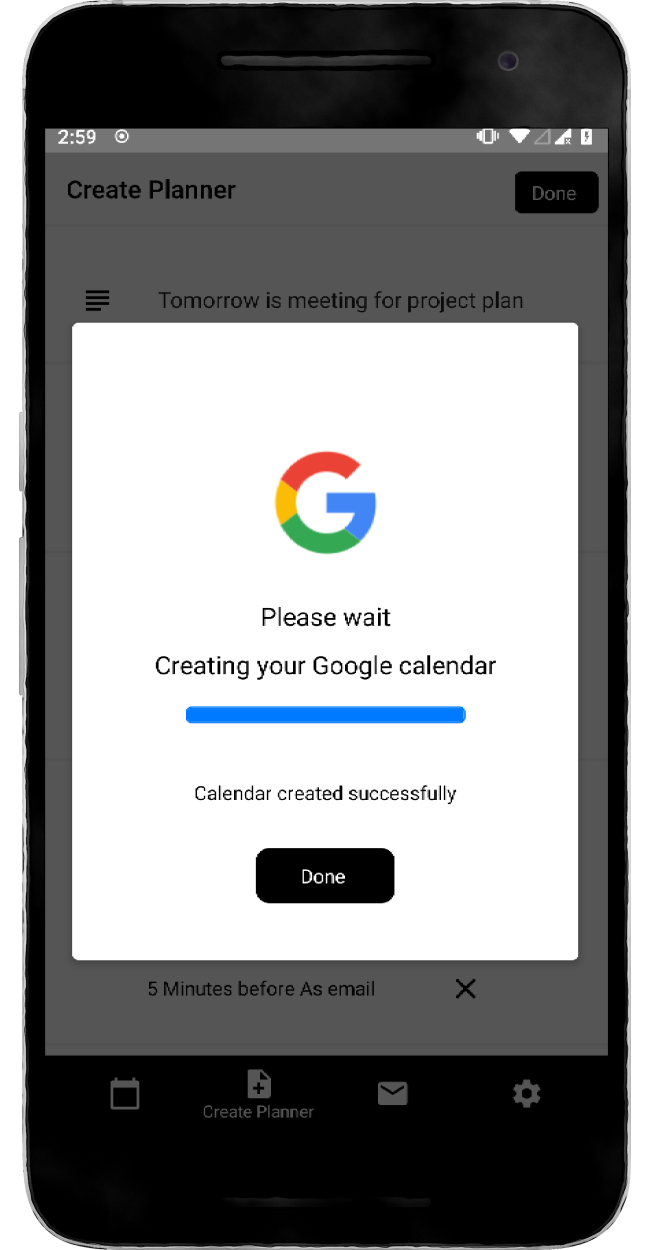 2:59
Create Planner
Done
Tomorrow is meeting for project plan
Please wait
Creating your Google calendar
Calendar created successfully
Done
5 Minutes before As email
Create Planner